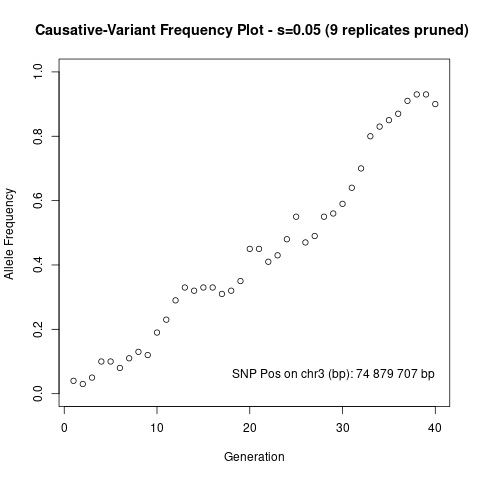 Causative-Variant Frequency Plot - s=0.05 (9 replicates pruned)
Allele Frequency
1.0
0.8
0.6
0.4
0.2
0.0
SNP Pos on chr3 (bp): 74 879 707 bp
0 10 20 30 40
Generation